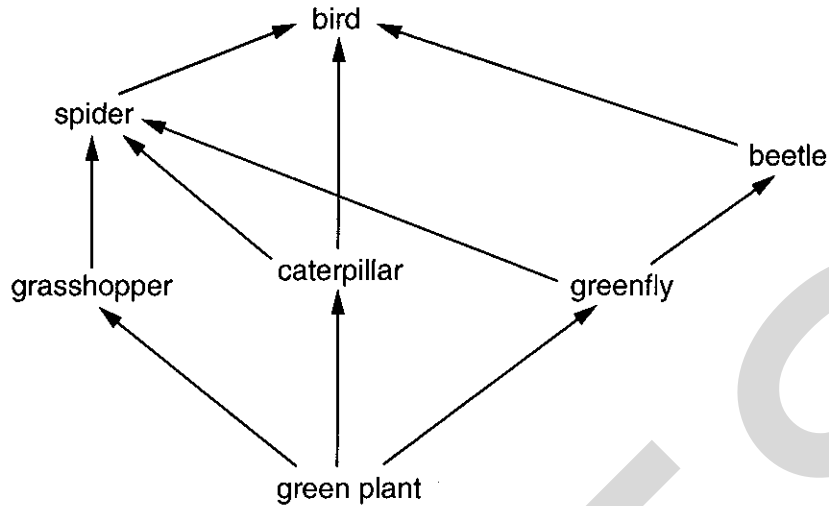 bird
spider
beetle
grasshopper
caterpillar
greenfly
green plant